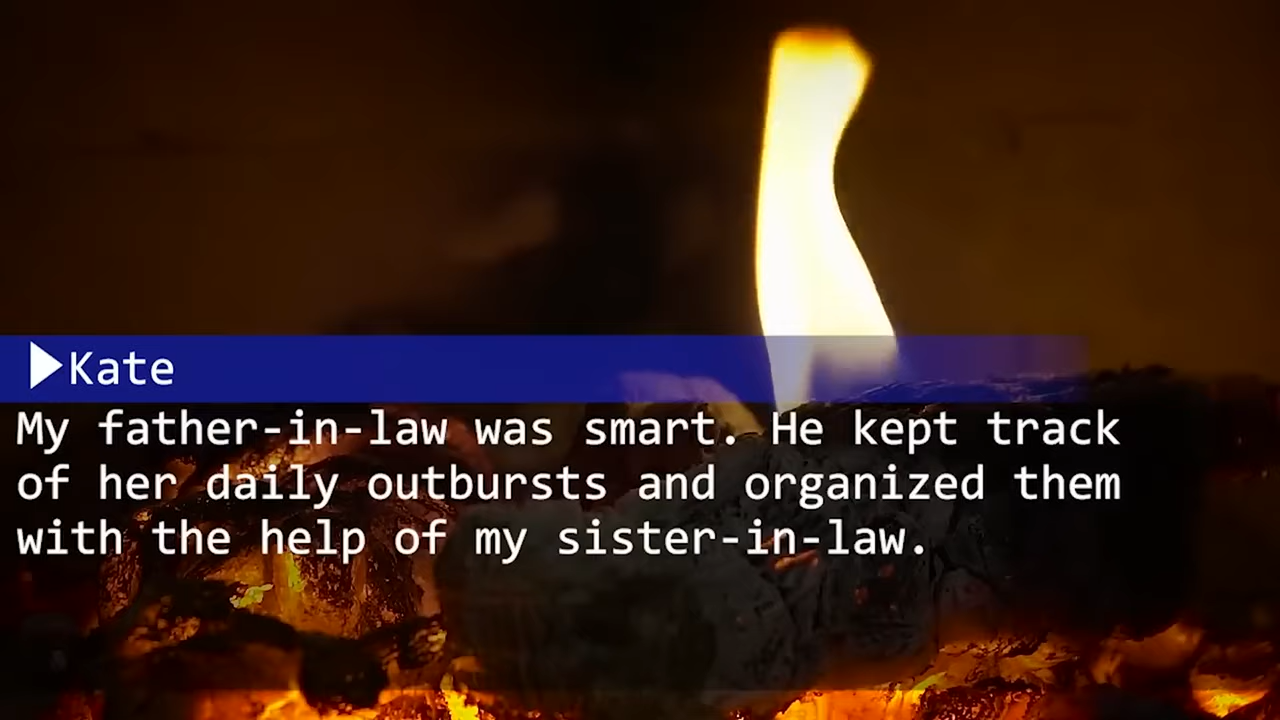 ▶Kate
My father-in-law was smart. He kept track
of her daily outbursts and organized them
with the help of my sister-in-law.